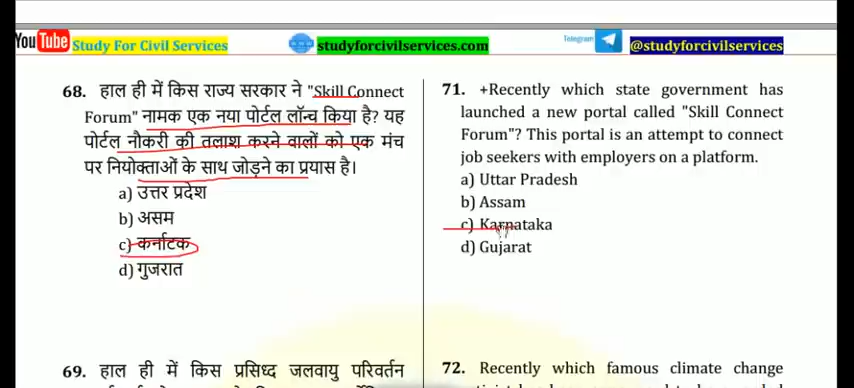 You Tube Study For Civil Services studyforcivilservices.com Telegram @studyforcivilservices
68. हाल ही में किस राज्य सरकार ने "Skill Connect
Forum" नामक एक नया पोर्टल लॉन्च किया है? यह
पोर्टल नौकरी की तलाश करने वालों को एक मंच
पर नियोक्ताओं के साथ जोड़ने का प्रयास है।
a) उत्तर प्रदेश
b) असम
c) कर्नाटक
d) गुजरात
69. हाल ही में किस प्रसिद्ध जलवायु परिवर्तन
71. +Recently which state government has
launched a new portal called "Skill Connect
Forum"? This portal is an attempt to connect
job seekers with employers on a platform.
a) Uttar Pradesh
b) Assam
c) Karnataka
d) Gujarat
72. Recently which famous climate change